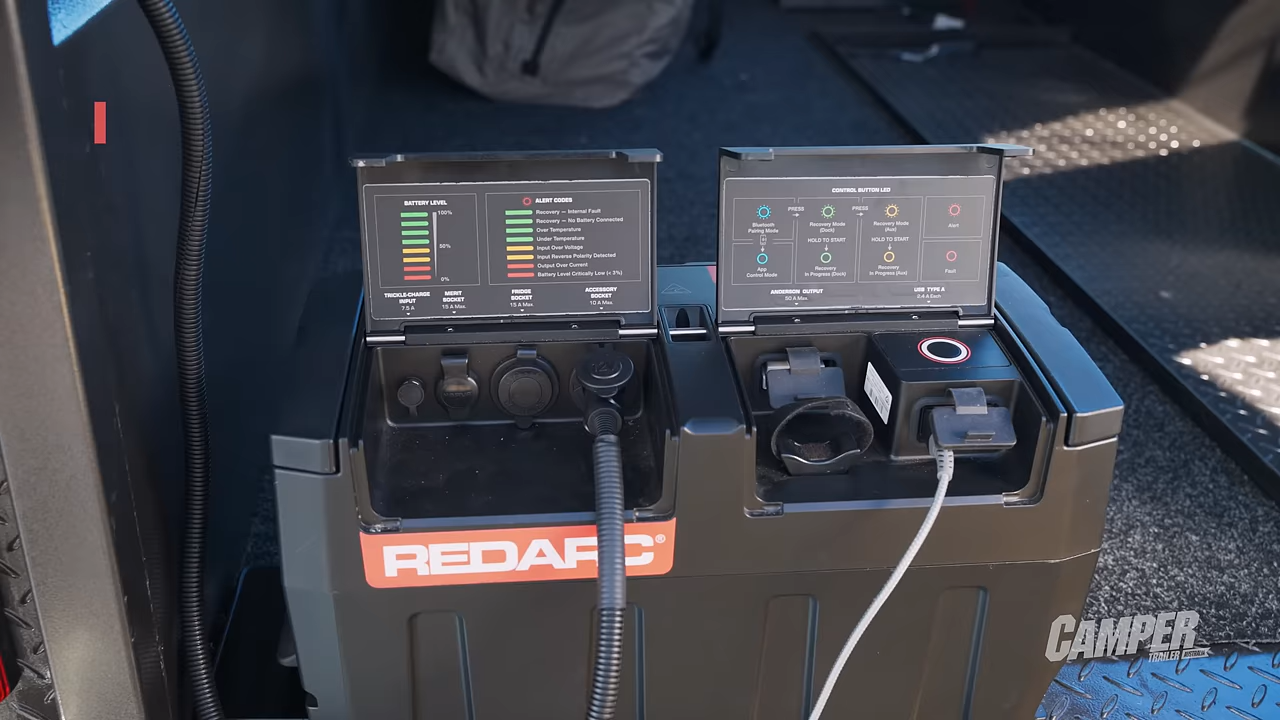 BATTERY LEVEL
100%
50%
0%
ALERT CODES
Recovery — Internal Fault
Recovery — No Battery Connected
Over Temperature
Under Temperature
Input Over Voltage
Input Reverse Polarity Detected
Output Over Current
Battery Level Critically Low (< 3%)
TRICKLE-CHARGE
INPUT
7.5 A
MERIT
SOCKET
15 A Max.
FRIDGE
SOCKET
15 A Max.
ACCESSORY
SOCKET
10 A Max.
CONTROL BUTTON LED
Bluetooth
Pairing Mode
PRESS
Recovery Mode
(Dock)
PRESS
Recovery Mode
(Aux)
Alert
HOLD TO START
HOLD TO START
App
Control Mode
Recovery
In Progress (Dock)
Recovery
In Progress (Aux)
Fault
ANDERSON OUTPUT
50 A Max.
USB TYPE A
2.4 A Each
12V
REDARC®
CAMPER
TRAILER AUSTRALIA